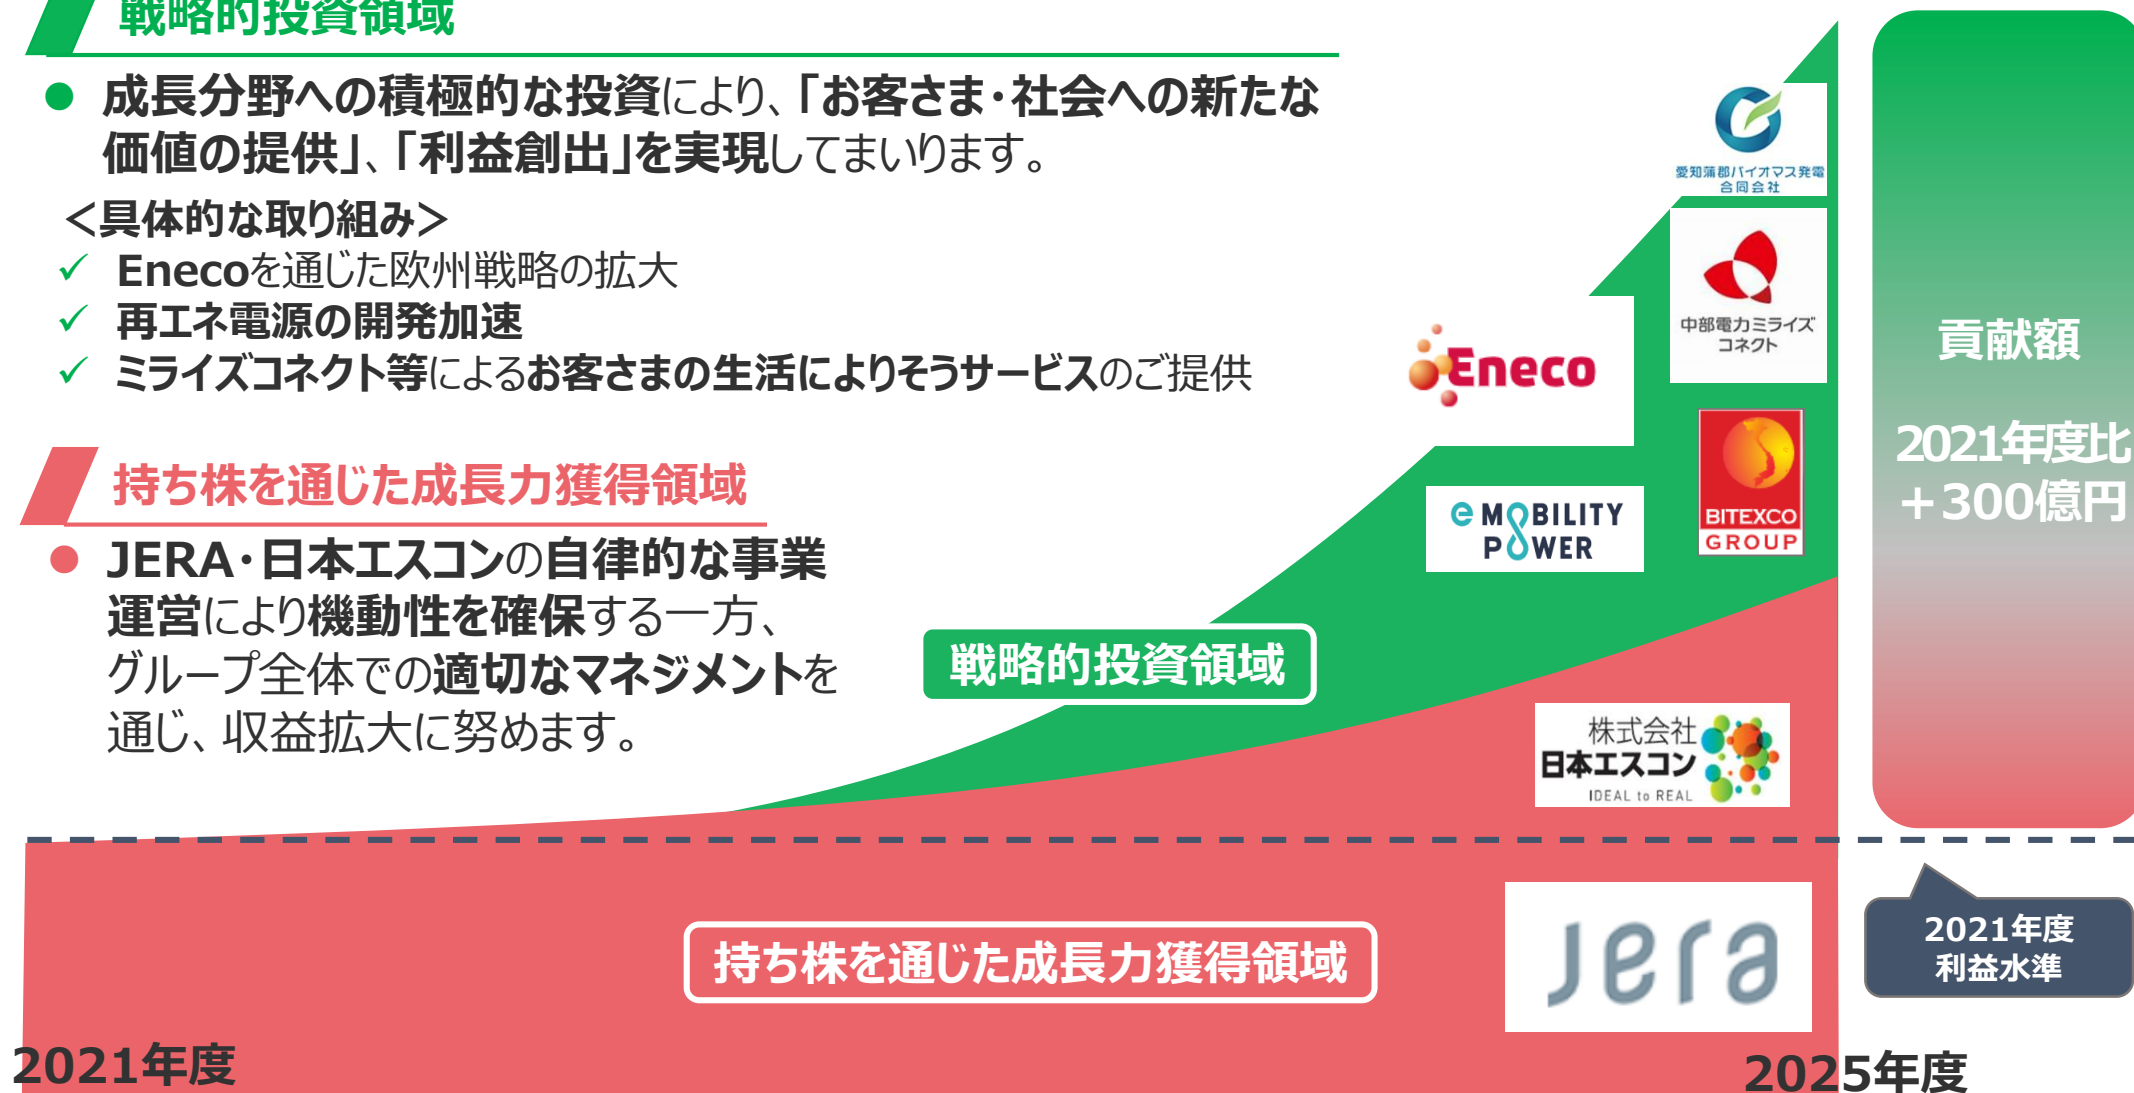 戦略的投資領域
● 成長分野への積極的な投資により、「お客さま・社会への新たな
価値の提供」、「利益創出」を実現してまいります。
＜具体的な取り組み＞
✓ Enecoを通じた欧州戦略の拡大
✓ 再エネ電源の開発加速
✓ ミライズコネクト等によるお客さまの生活によりそうサービスのご提供
持ち株を通じた成長力獲得領域
● JERA・日本エスコンの自律的な事業
運営により機動性を確保する一方、
グループ全体での適切なマネジメントを
通じ、収益拡大に努めます。
愛知蒲郡バイオマス発電
合同会社
中部電力ミライズ
コネクト
Eneco
BITEXCO
GROUP
e MOBILITY
POWER
戦略的投資領域
株式会社
日本エスコン
IDEAL to REAL
持ち株を通じた成長力獲得領域
Jera
貢献額
2021年度比
＋300億円
2021年度
利益水準
2021年度
2025年度